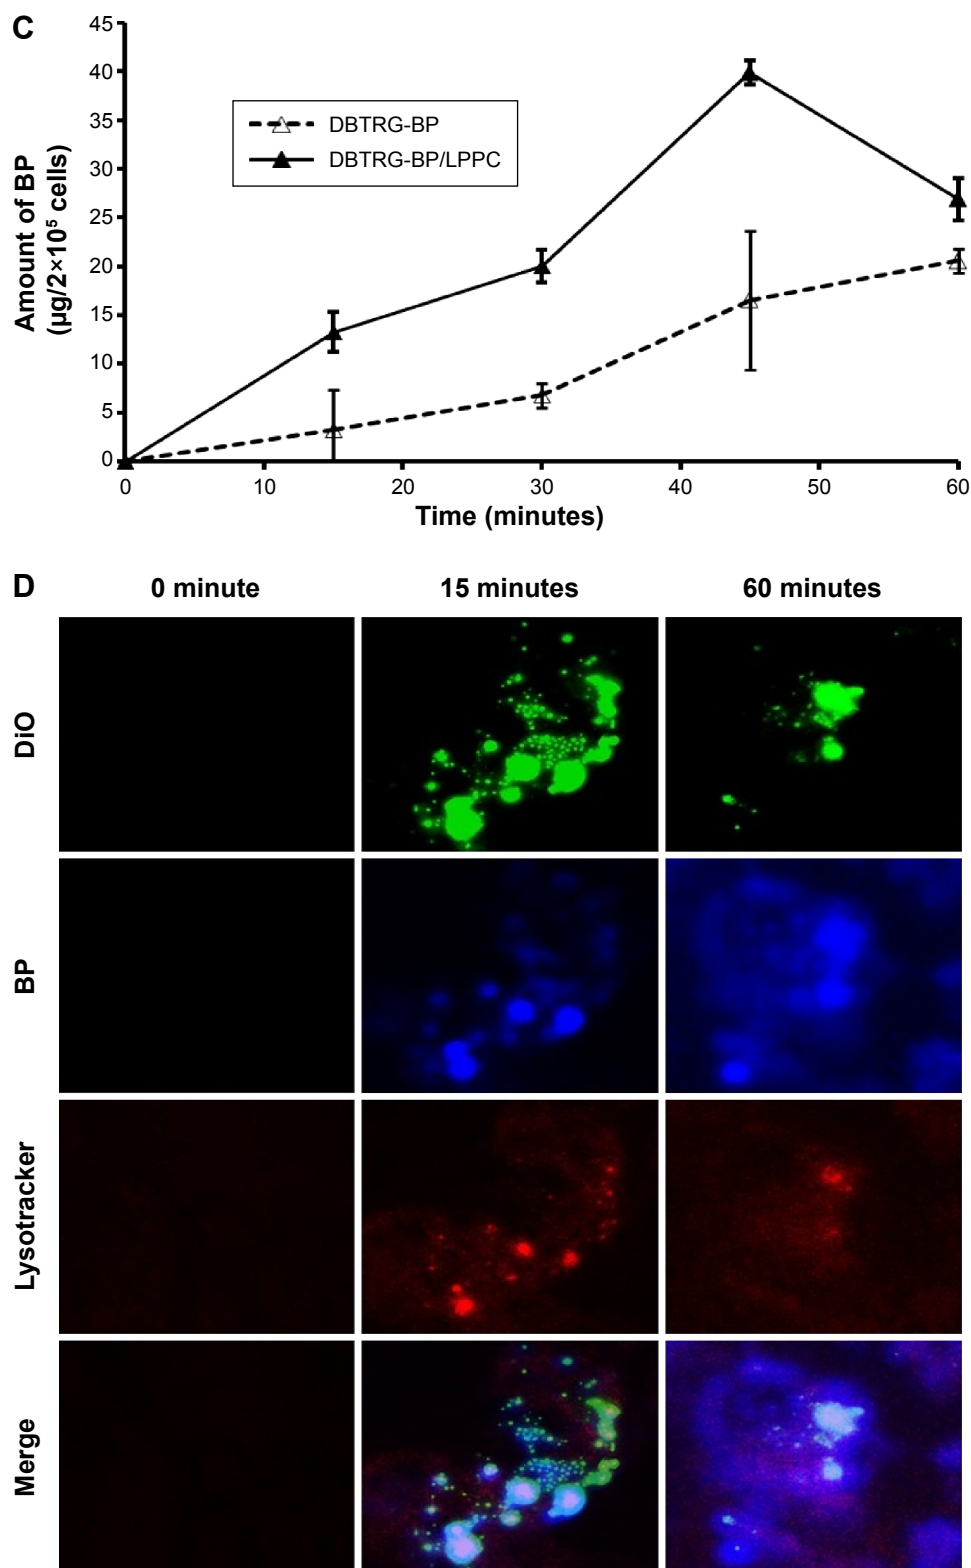 C
45
40
35
30
25
20
15
10
5
0
Amount of BP
(µg/2×10⁵ cells)
DBTRG-BP
DBTRG-BP/LPPC
0 10 20 30 40 50 60
Time (minutes)
D
0 minute 15 minutes 60 minutes
DiO
BP
Lysotracker
Merge